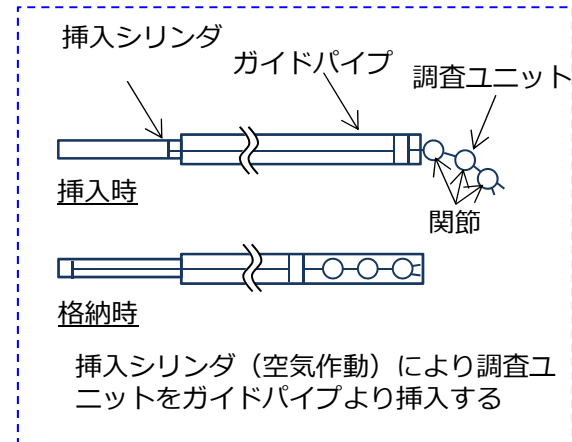 挿入シリンダ
ガイドパイプ
調査ユニット
挿入時
関節
格納時
挿入シリンダ（空気作動）により調査ユ
ニットをガイドパイプより挿入する